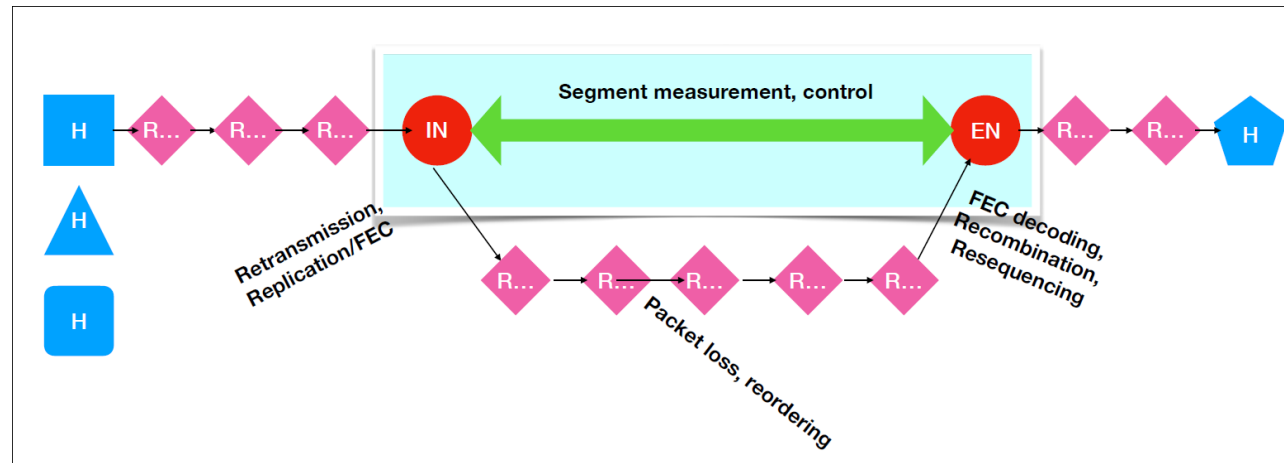 Segment measurement, control
H
R...
R...
R...
IN
EN
R...
R...
H
H
Retransmission,
Replication/FEC
FEC decoding,
Recombination,
Resequencing
R...
R...
R...
R...
R...
H
Packet loss, reordering